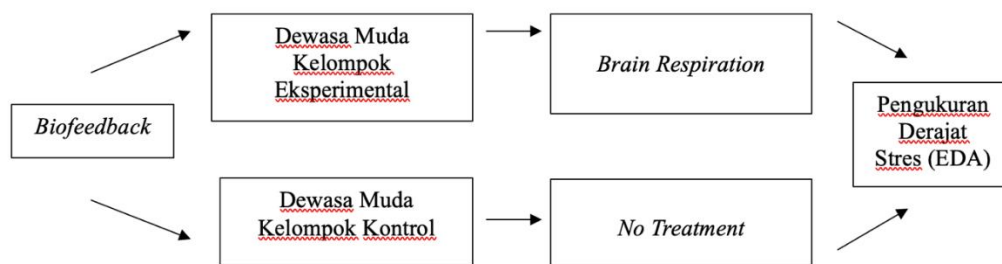 Biofeedback
Dewasa Muda
Kelompok
Eksperimental
Brain Respiration
Dewasa Muda
Kelompok Kontrol
No Treatment
Pengukuran
Derajat
Stres (EDA)